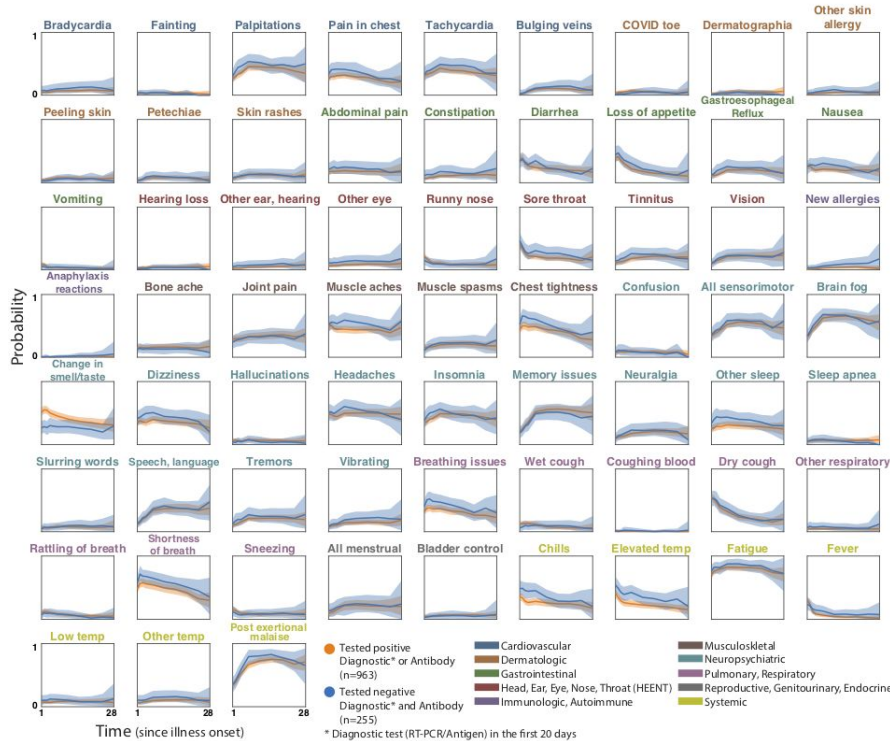 Bradycardia Fainting Palpitations Pain in chest Tachycardia Bulging veins COVID toe Dermatographia Other skin allergy
1
0
Peeling skin Petechiae Skin rashes Abdominal pain Constipation Diarrhea Loss of appetite Gastroesophageal Reflux Nausea
Vomiting Hearing loss Other ear, hearing Other eye Runny nose Sore throat Tinnitus Vision New allergies
Anaphylaxis reactions Bone ache Joint pain Muscle aches Muscle spasms Chest tightness Confusion All sensorimotor Brain fog
Probability
1
0
Change in smell/taste Dizziness Hallucinations Headaches Insomnia Memory issues Neuralgia Other sleep Sleep apnea
Slurring words Speech, language Tremors Vibrating Breathing issues Wet cough Coughing blood Dry cough Other respiratory
Rattling of breath Shortness of breath Sneezing All menstrual Bladder control Chills Elevated temp Fatigue Fever
Low temp Other temp Post exertional malaise
1
0
1 28 1 28 1 28
Time (since illness onset)
Tested positive
Diagnostic* or Antibody
(n=963)
Tested negative
Diagnostic* and Antibody
(n=255)
Cardiovascular
Dermatologic
Gastrointestinal
Head, Ear, Eye, Nose, Throat (HEENT)
Immunologic, Autoimmune
Musculoskletal
Neuropsychiatric
Pulmonary, Respiratory
Reproductive, Genitourinary, Endocrine
Systemic
* Diagnostic test (RT-PCR/Antigen) in the first 20 days